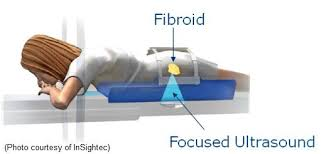 Fibroid
Focused Ultrasound
(Photo courtesy of InSightec)